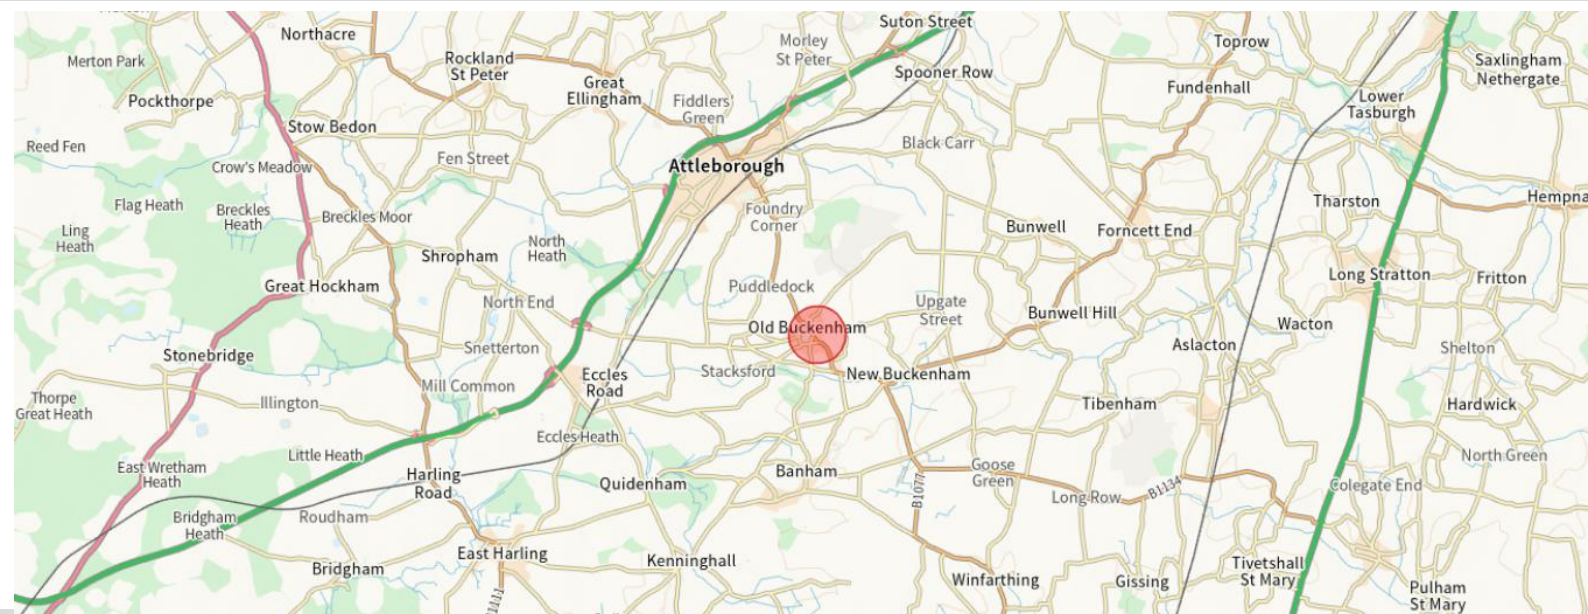 Suton Street
Northacre
Morley
St Peter
Toprow
Merton Park
Rockland
St Peter
Spooner Row
Saxlingham
Nethergate
Great
Ellingham
Fundenhall
Pockthorpe
Fiddlers'
Green
Lower
Tasburgh
Stow Bedon
Reed Fen
Black Carr
Crow's Meadow
Fen Street
Attleborough
Flag Heath
Breckles
Heath
Breckles Moor
Foundry
Corner
Tharston
Hempna
Ling
Heath
Bunwell
Forncett End
Shropham
North
Heath
Great Hockham
Puddledock
Long Stratton
Fritton
North End
Upgate
Street
Bunwell Hill
Old Buckenham
Wacton
Stonebridge
Snetterton
Aslacton
Shelton
Stacksford
New Buckenham
Mill Common
Eccles
Road
Thorpe
Great Heath
Illington
Tibenham
Hardwick
Eccles Heath
Little Heath
North Green
East Wretham
Heath
Harling
Road
Banham
Goose
Green
Quidenham
Colegate End
B1077
Long Row
B1134
Bridgham
Heath
Roudham
East Harling
Kenninghall
Bridgham
Winfarthing
Gissing
Tivetshall
St Mary
Pulham
St Mary